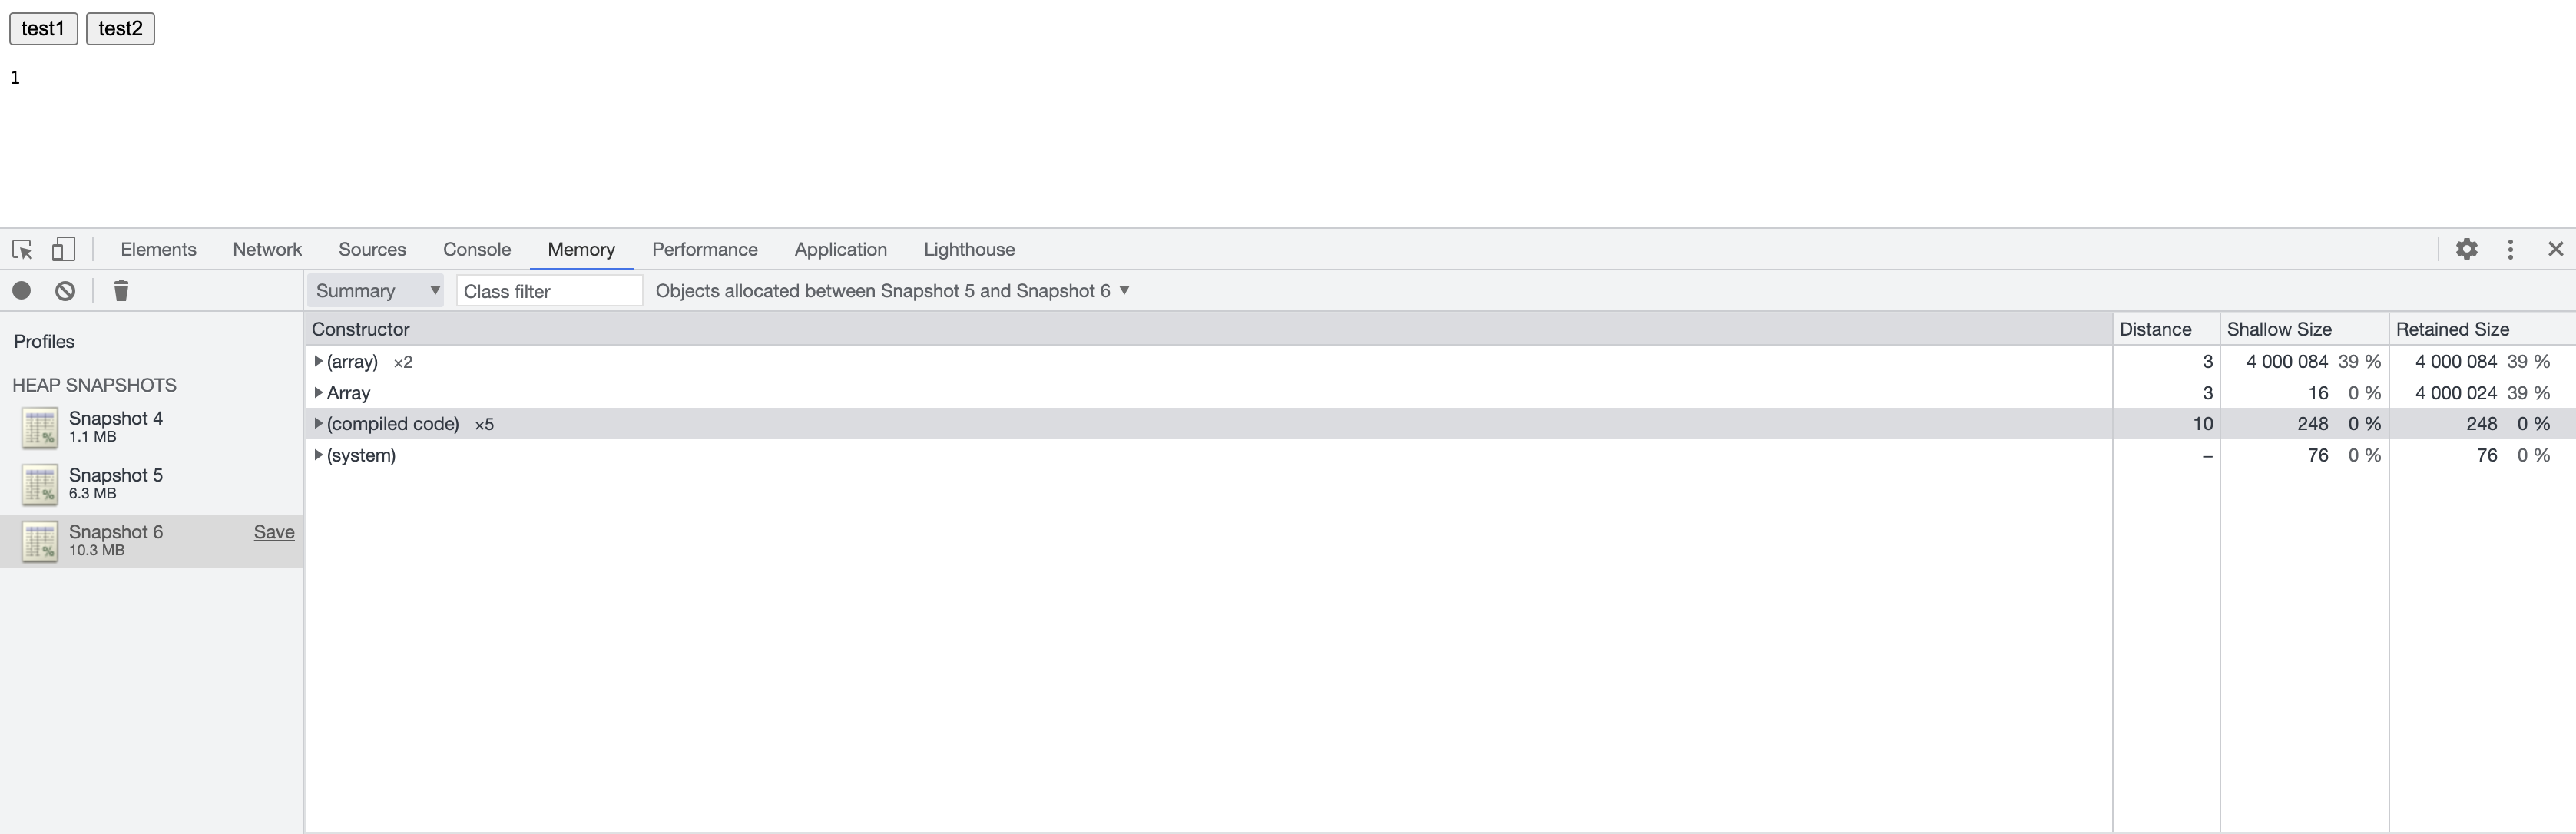 test1 test2
1
Elements Network Sources Console Memory Performance Application Lighthouse
Summary ▼ Class filter Objects allocated between Snapshot 5 and Snapshot 6 ▼
Profiles
HEAP SNAPSHOTS
Snapshot 4
1.1 MB
Snapshot 5
6.3 MB
Snapshot 6 Save
10.3 MB
Constructor Distance Shallow Size Retained Size
(array) ×2 3 4 000 084 39 % 4 000 084 39 %
Array 3 16 0 % 4 000 024 39 %
(compiled code) ×5 10 248 0 % 248 0 %
(system) – 76 0 % 76 0 %